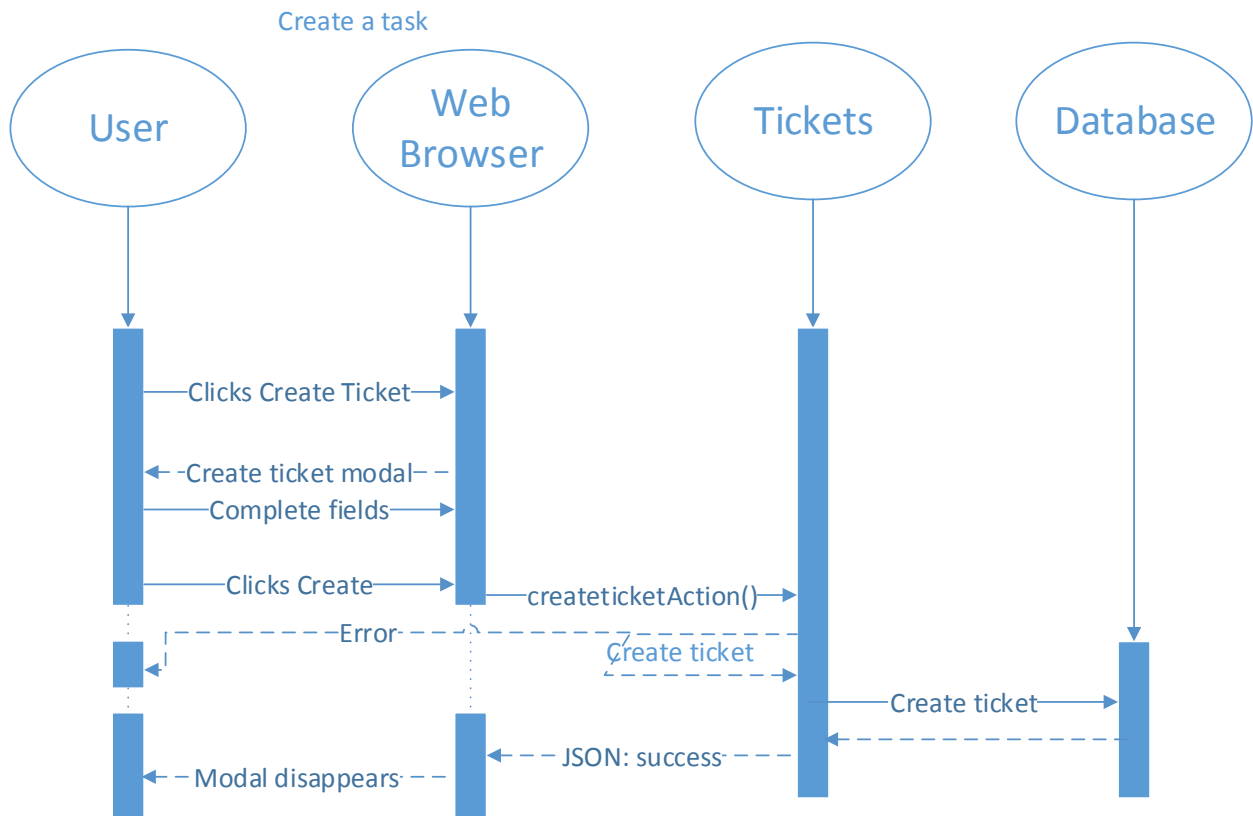 Create a task
User
Web
Browser
Tickets
Database
Clicks Create Ticket
Create ticket modal
Complete fields
Clicks Create
createticketAction()
Error
Create ticket
Create ticket
JSON: success
Modal disappears